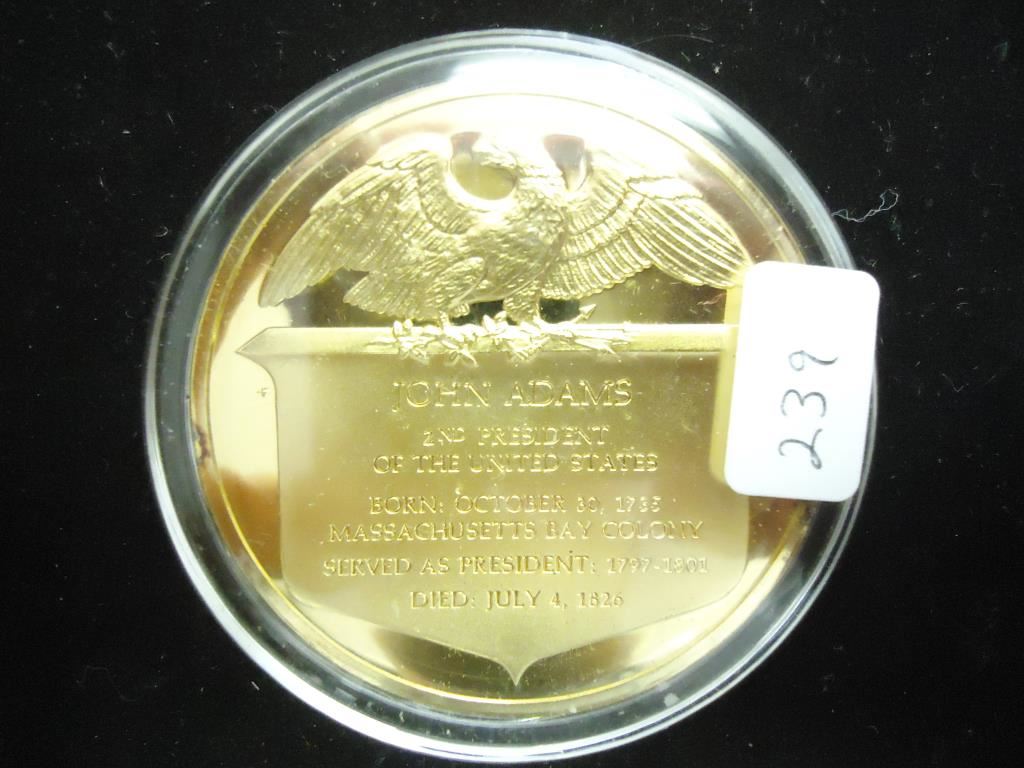 JOHN ADAMS
2ND PRESIDENT
OF THE UNITED STATES
BORN: OCTOBER 30, 1735
MASSACHUSETTS BAY COLONY
SERVED AS PRESIDENT: 1797-1801
DIED: JULY 4, 1826
239